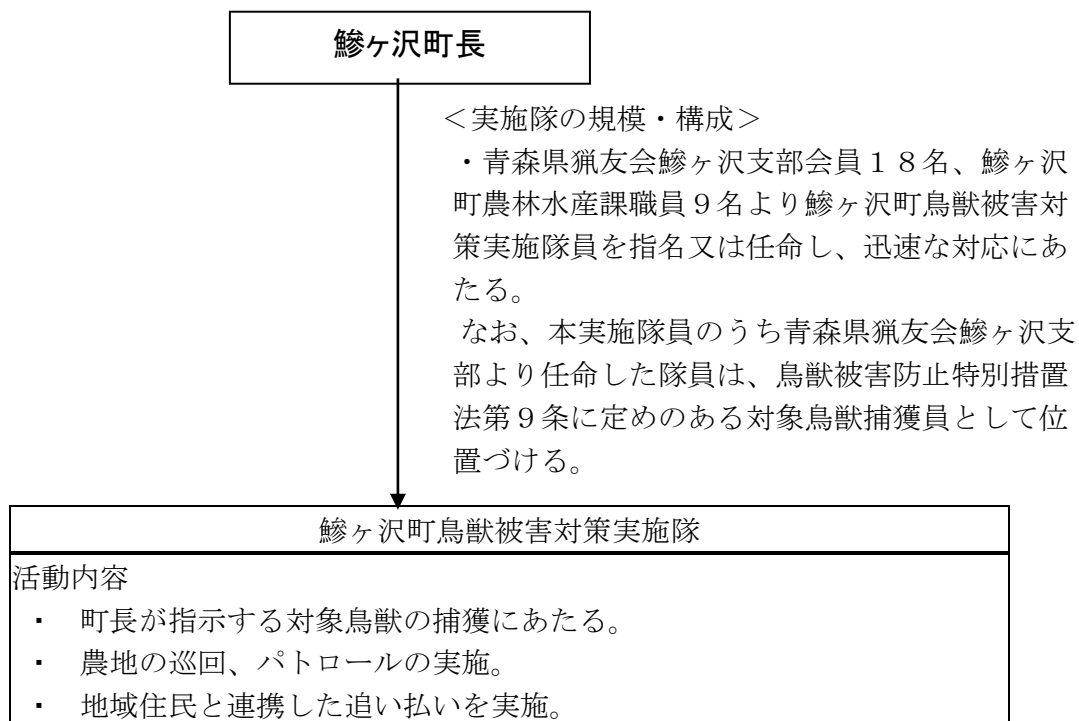 鰺ヶ沢町長
＜実施隊の規模・構成＞
・青森県猟友会鰺ヶ沢支部会員１８名、鰺ヶ沢
町農林水産課職員９名より鰺ヶ沢町鳥獣被害対
策実施隊員を指名又は任命し、迅速な対応にあ
たる。
なお、本実施隊員のうち青森県猟友会鰺ヶ沢支
部より任命した隊員は、鳥獣被害防止特別措置
法第９条に定めのある対象鳥獣捕獲員として位
置づける。
鰺ヶ沢町鳥獣被害対策実施隊
活動内容
・ 町長が指示する対象鳥獣の捕獲にあたる。
・ 農地の巡回、パトロールの実施。
・ 地域住民と連携した追い払いを実施。